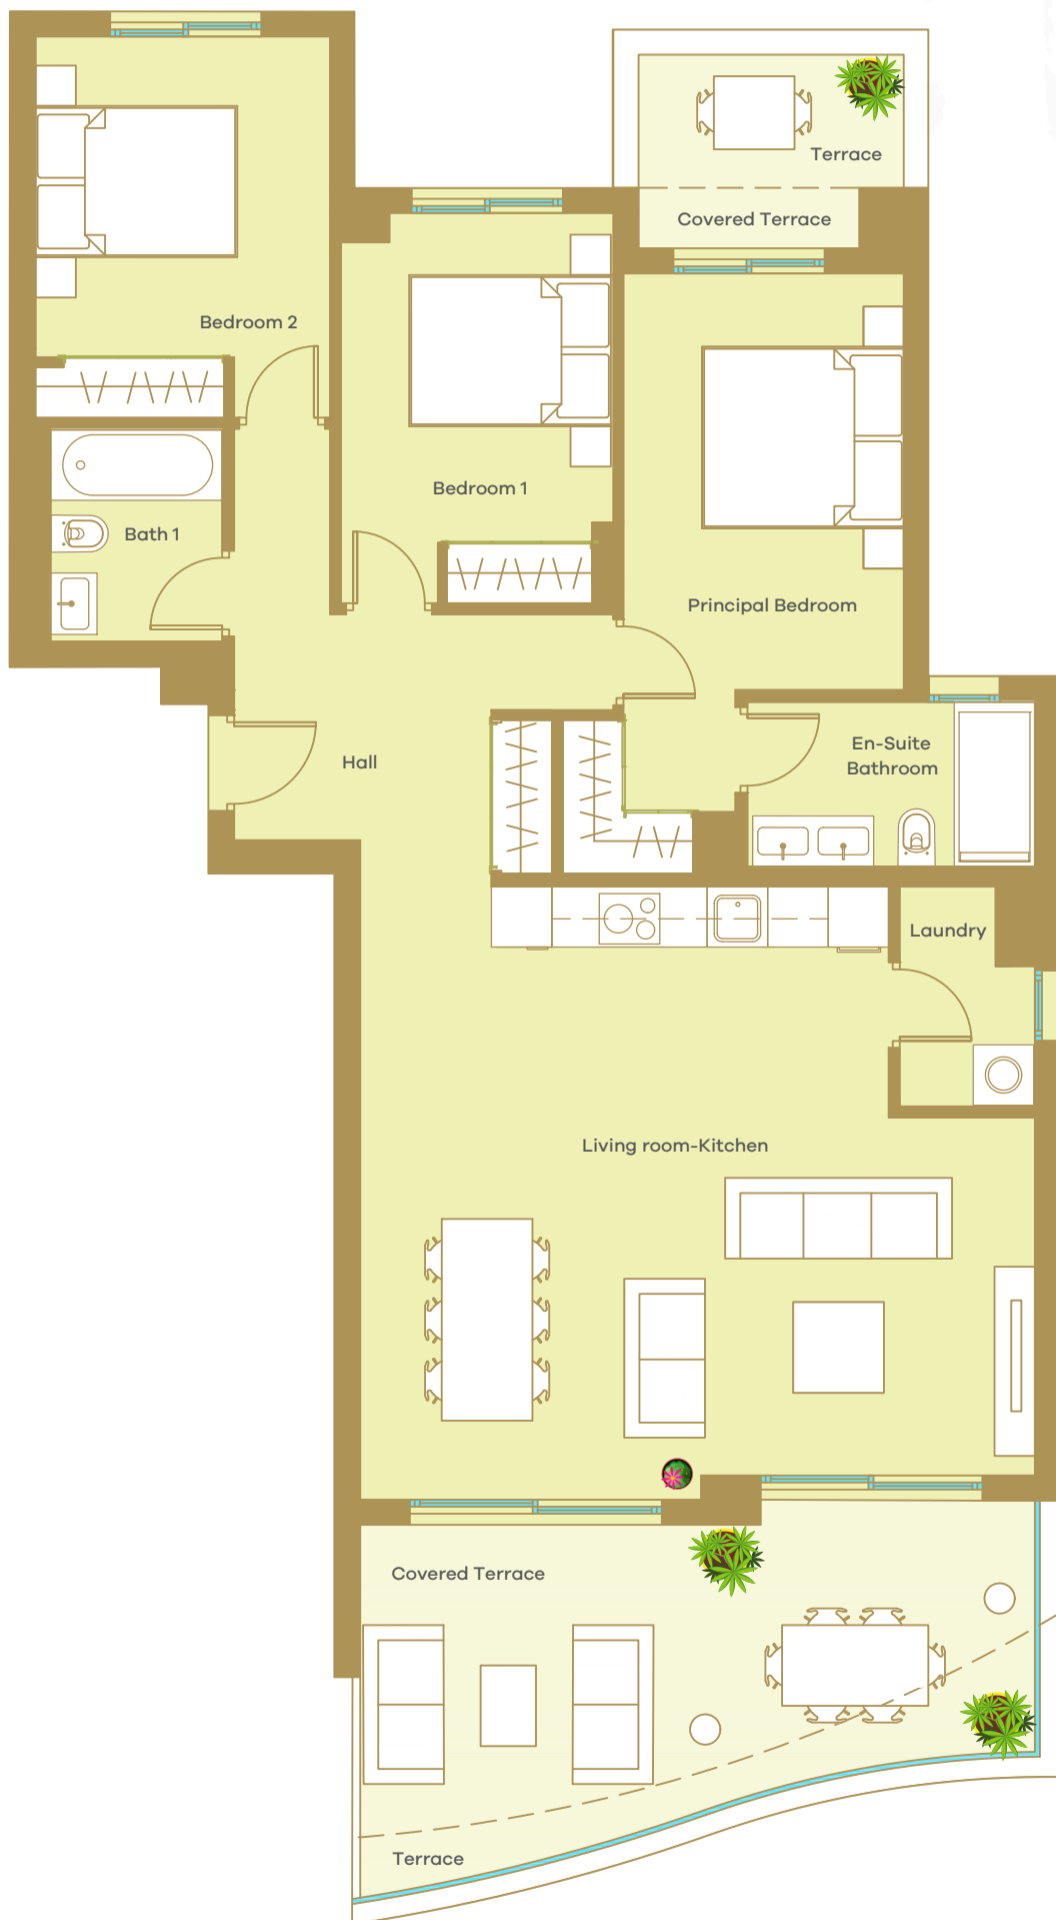 Terrace
Covered Terrace
Bedroom 2
Bedroom 1
Bath 1
Principal Bedroom
En-Suite
Bathroom
Hall
Laundry
Living room-Kitchen
Covered Terrace
Terrace